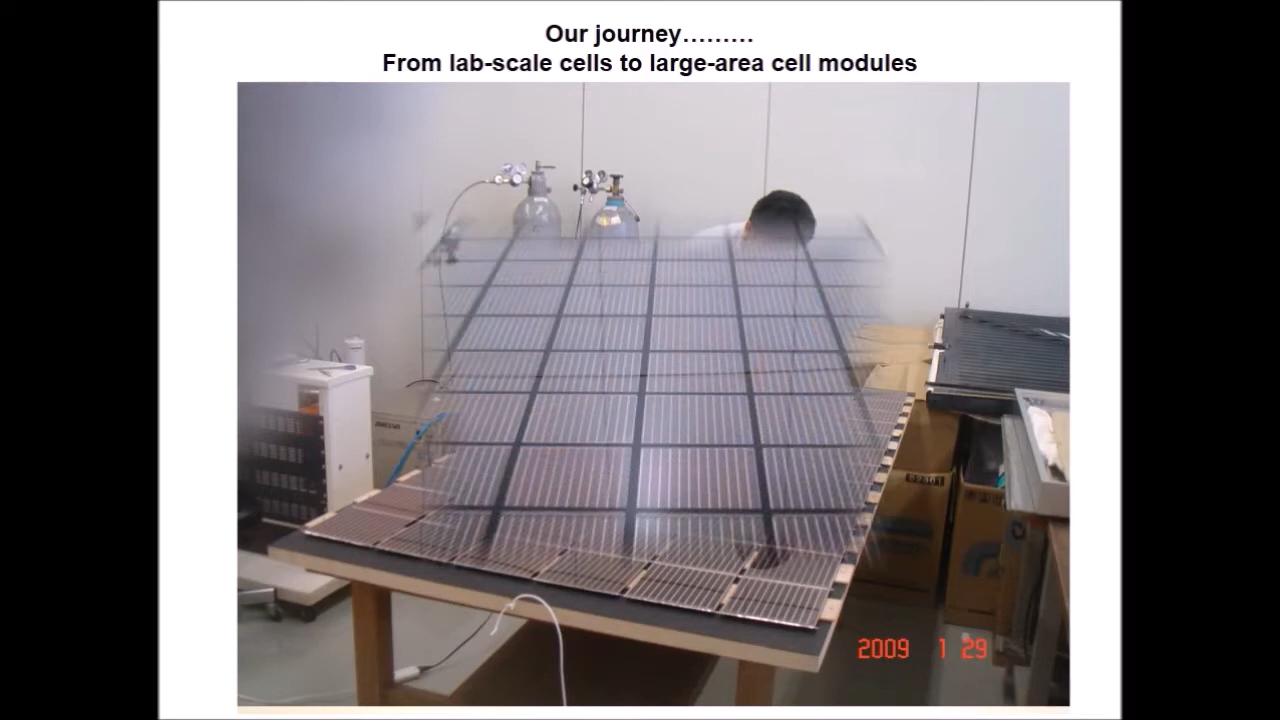 Our journey.........
From lab-scale cells to large-area cell modules
2009 1 29